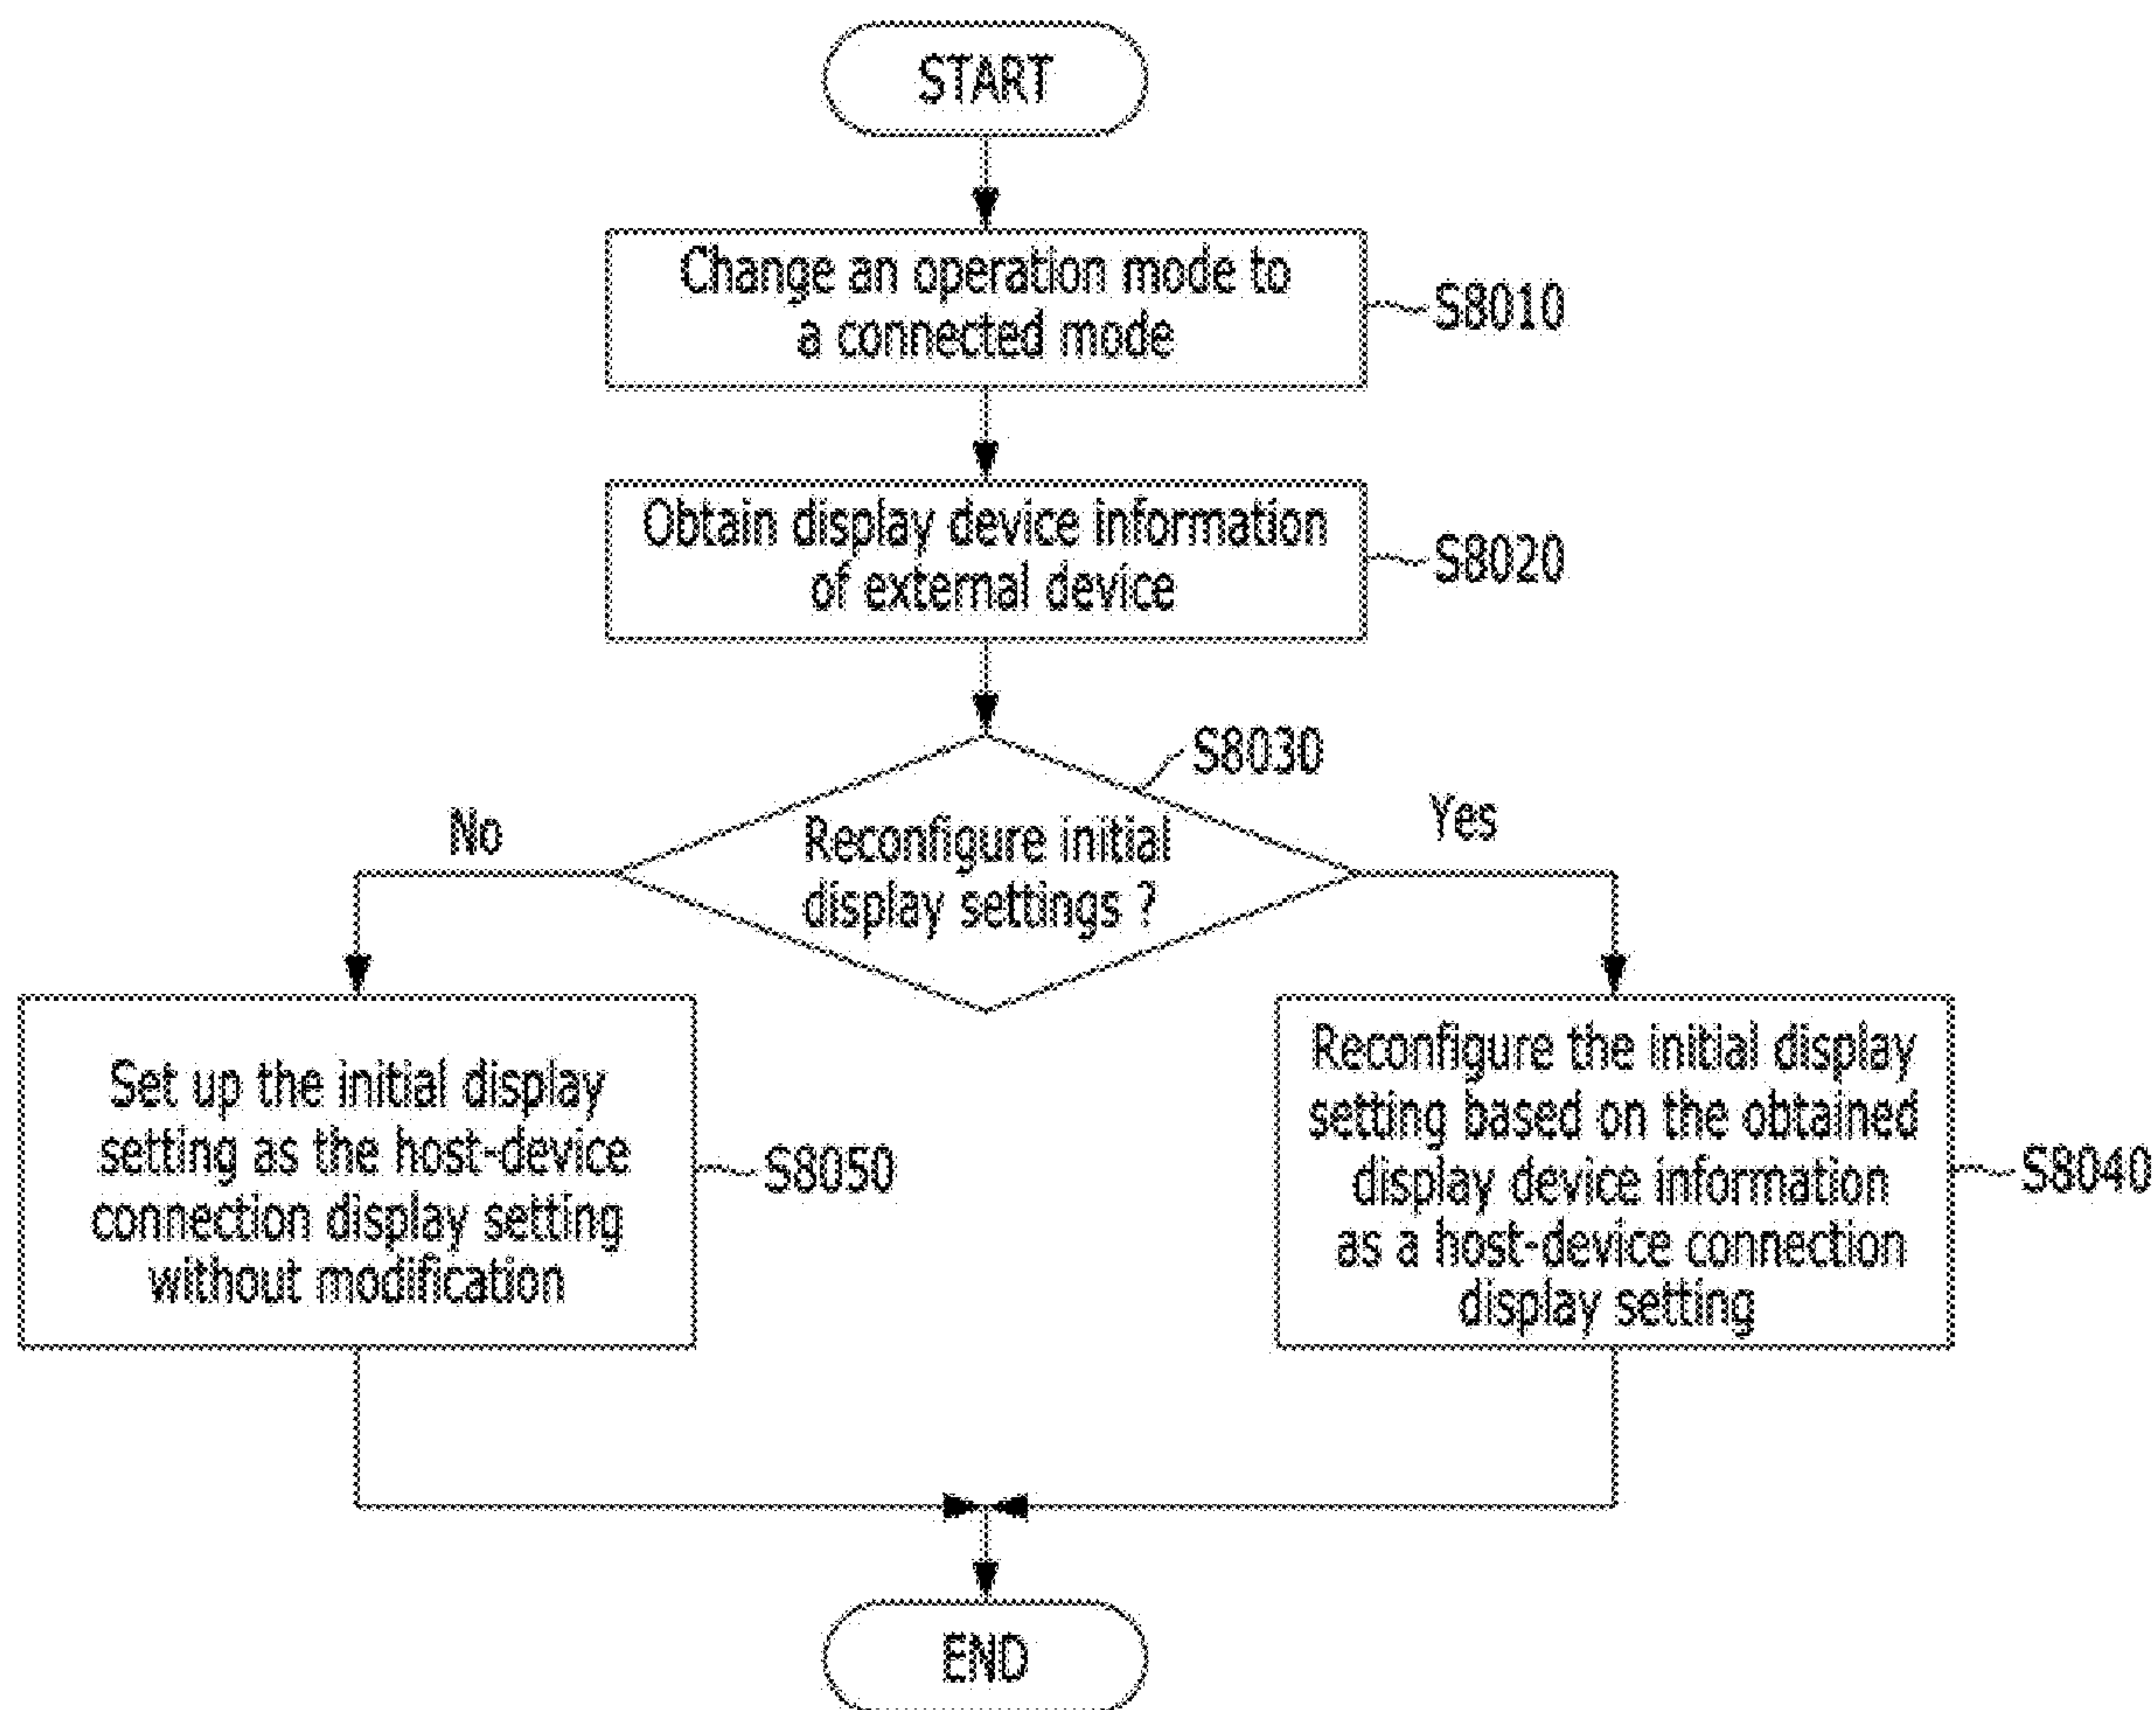 START
Change an operation mode to
a connected mode
S8010
Obtain display device information
of external device
S8020
S8030
Reconfigure initial
display settings ?
No
Yes
Set up the initial display
setting as the host-device
connection display setting
without modification
S8050
Reconfigure the initial display
setting based on the obtained
display device information
as a host-device connection
display setting
S8040
END